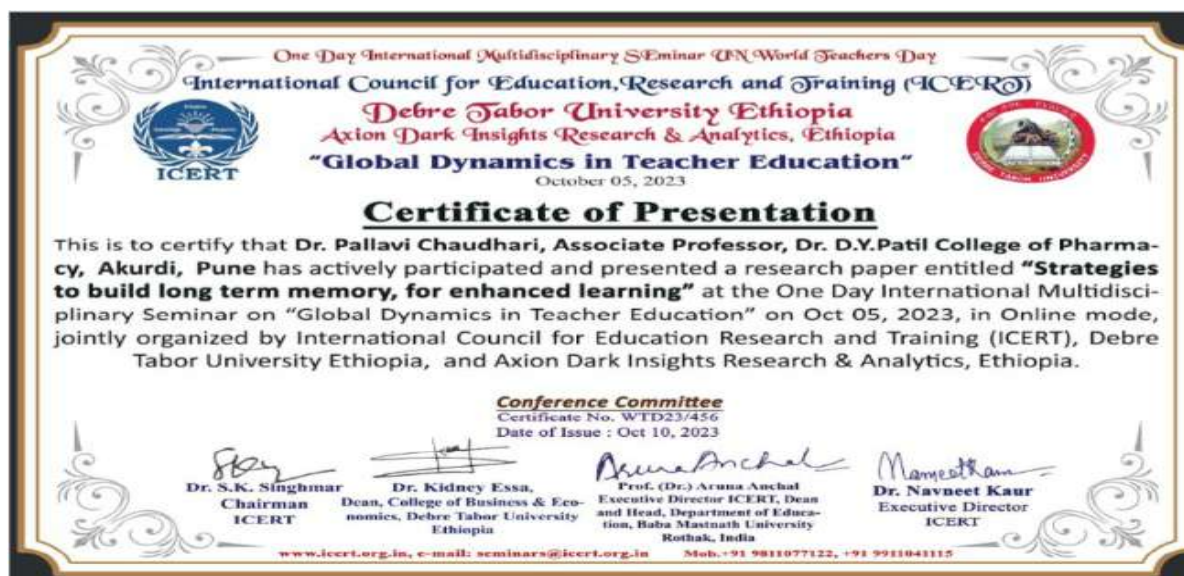 One Day International Multidisciplinary SEminar UN World Teachers Day
International Council for Education,Research and Training (ICERT)
Debre Tabor University Ethiopia
Axion Dark Insights Research & Analytics, Ethiopia
"Global Dynamics in Teacher Education"
October 05, 2023
ICERT
DEBRE TABOR UNIVERSITY
Certificate of Presentation
This is to certify that Dr. Pallavi Chaudhari, Associate Professor, Dr. D.Y.Patil College of Pharma-
cy, Akurdi, Pune has actively participated and presented a research paper entitled "Strategies
to build long term memory, for enhanced learning" at the One Day International Multidisci-
plinary Seminar on "Global Dynamics in Teacher Education" on Oct 05, 2023, in Online mode,
jointly organized by International Council for Education Research and Training (ICERT), Debre
Tabor University Ethiopia, and Axion Dark Insights Research & Analytics, Ethiopia.
Conference Committee
Certificate No. WTD23/456
Date of Issue : Oct 10, 2023
Aruna Anchal
Dr. S.K. Singhmar
Chairman
ICERT
Dr. Kidney Essa,
Dean, College of Business & Eco-
nomics, Debre Tabor University
Ethiopia
Prof. (Dr.) Aruna Anchal
Executive Director ICERT, Dean
and Head, Department of Educa-
tion, Baba Mastnath University
Rothak, India
Dr. Navneet Kaur
Executive Director
ICERT
www.icert.org.in, e-mail: seminars@icert.org.in Mob.+91 9811077122, +91 9911041115